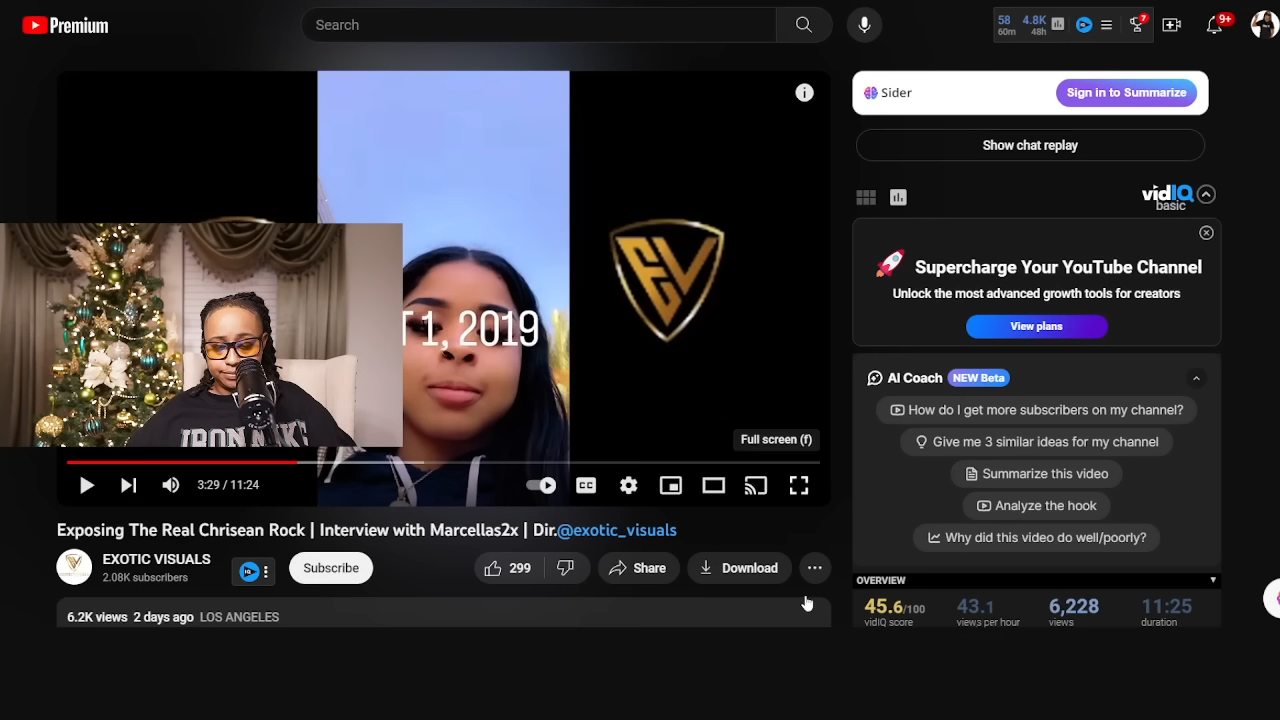 Premium
Search
58
60m
4.8K
48h
7
9+
Sider
Sign in to Summarize
Show chat replay
vidIQ
basic
Supercharge Your YouTube Channel
Unlock the most advanced growth tools for creators
View plans
EV
T 1, 2019
IRON MIKE
AI Coach NEW Beta
How do I get more subscribers on my channel?
Give me 3 similar ideas for my channel
Summarize this video
Analyze the hook
Why did this video do well/poorly?
Full screen (f)
3:29 / 11:24
CC
Exposing The Real Chrisean Rock | Interview with Marcellas2x | Dir.@exotic_visuals
EXOTIC VISUALS
2.08K subscribers
IQ
Subscribe
299
Share
Download
6.2K views 2 days ago LOS ANGELES
OVERVIEW
45.6/100
vidIQ score
43.1
views per hour
6,228
views
11:25
duration